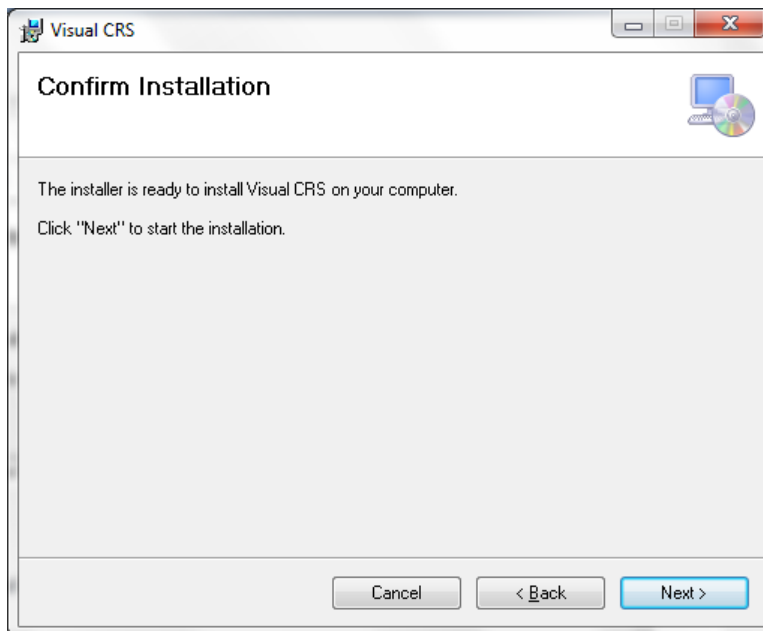 Visual CRS
Confirm Installation
The installer is ready to install Visual CRS on your computer.
Click "Next" to start the installation.
Cancel
< Back
Next >